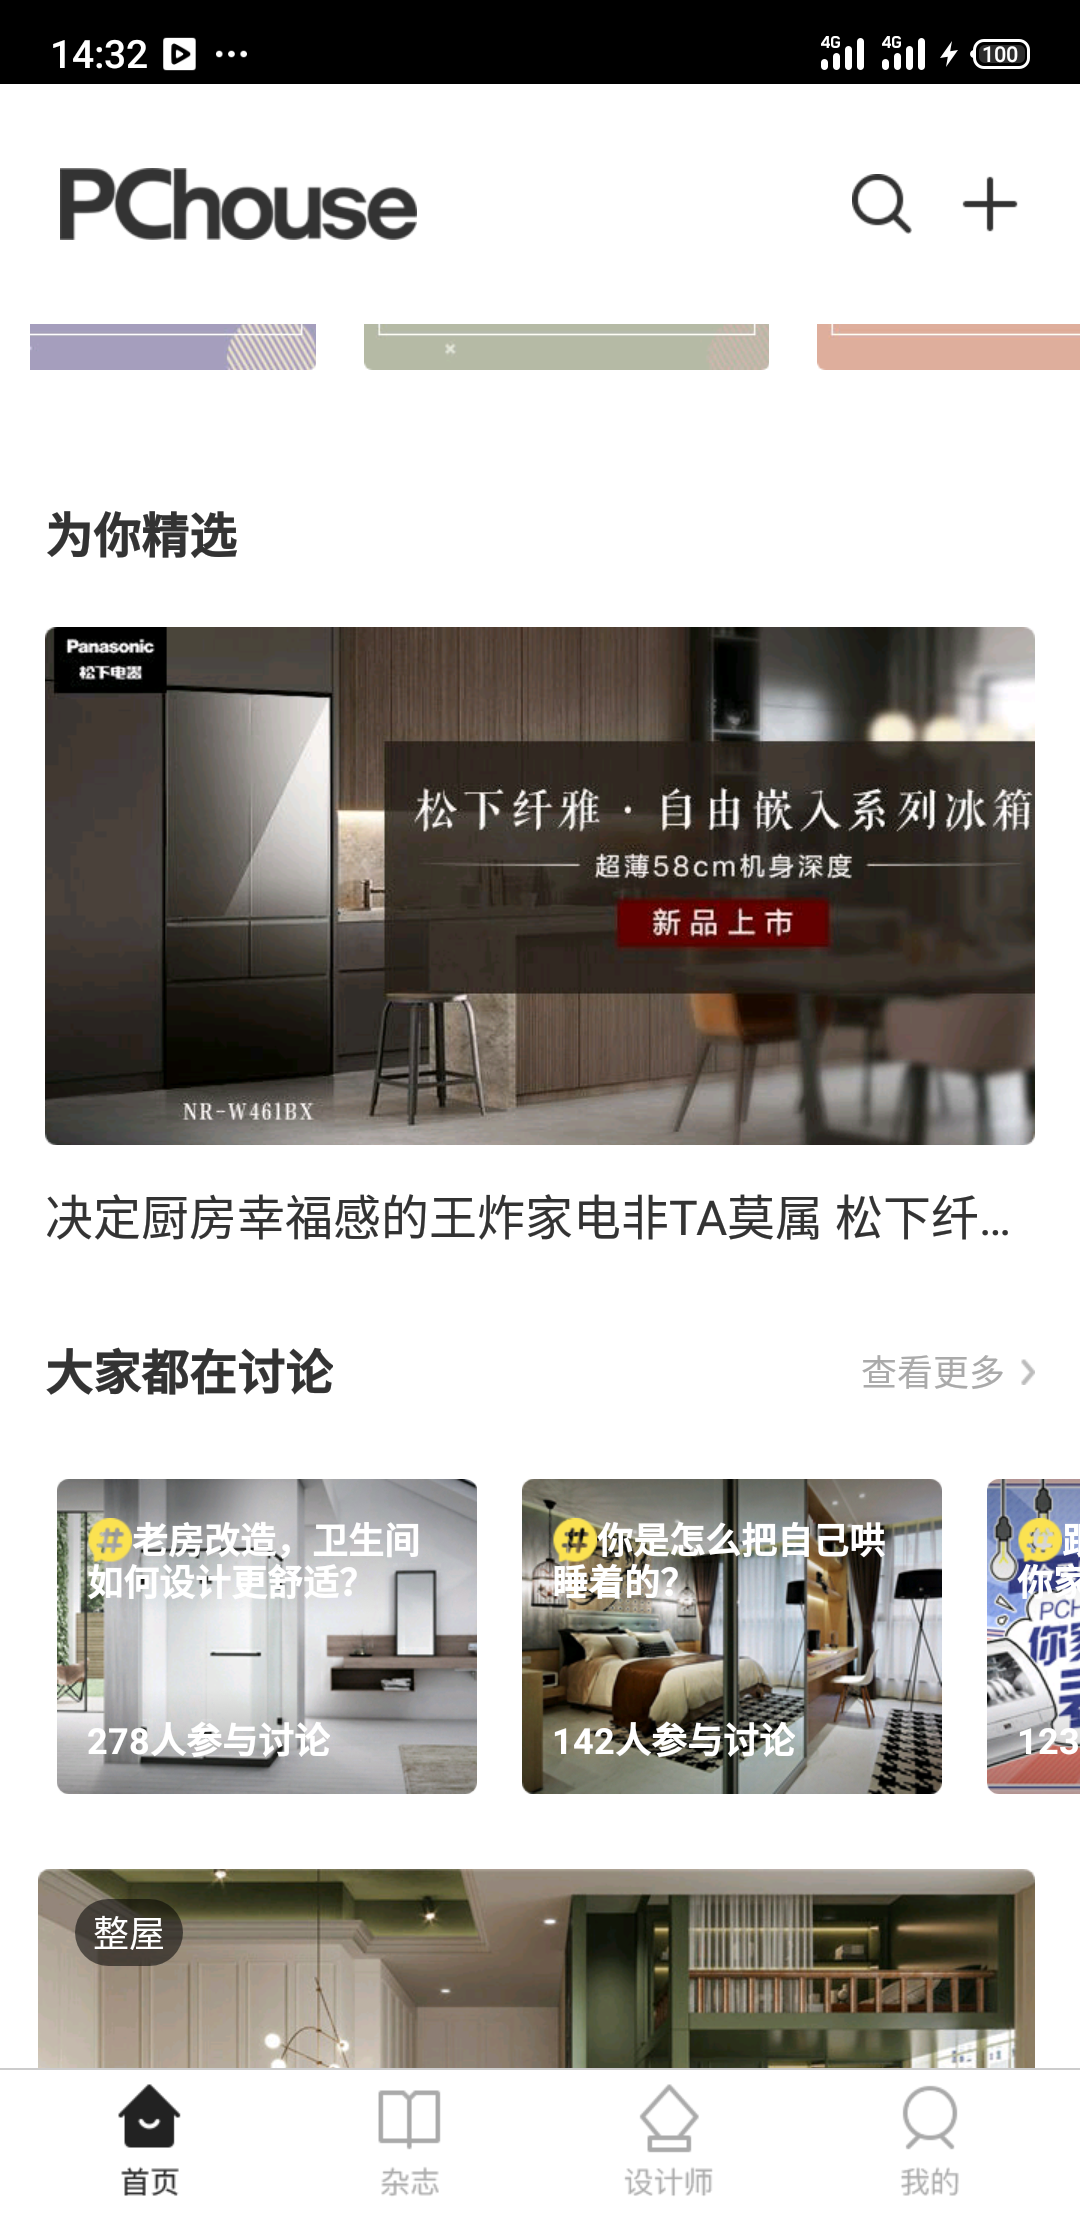 14:32
4G 4G 100
PChouse
为你精选
Panasonic
松下电器
松下纤雅·自由嵌入系列冰箱
超薄58cm机身深度
新品上市
NR-W461BX
决定厨房幸福感的王炸家电非TA莫属 松下纤...
大家都在讨论
查看更多
#老房改造，卫生间
如何设计更舒适？
278人参与讨论
#你是怎么把自己哄
睡着的？
142人参与讨论
你家
PCH
123
整屋
首页
杂志
设计师
我的